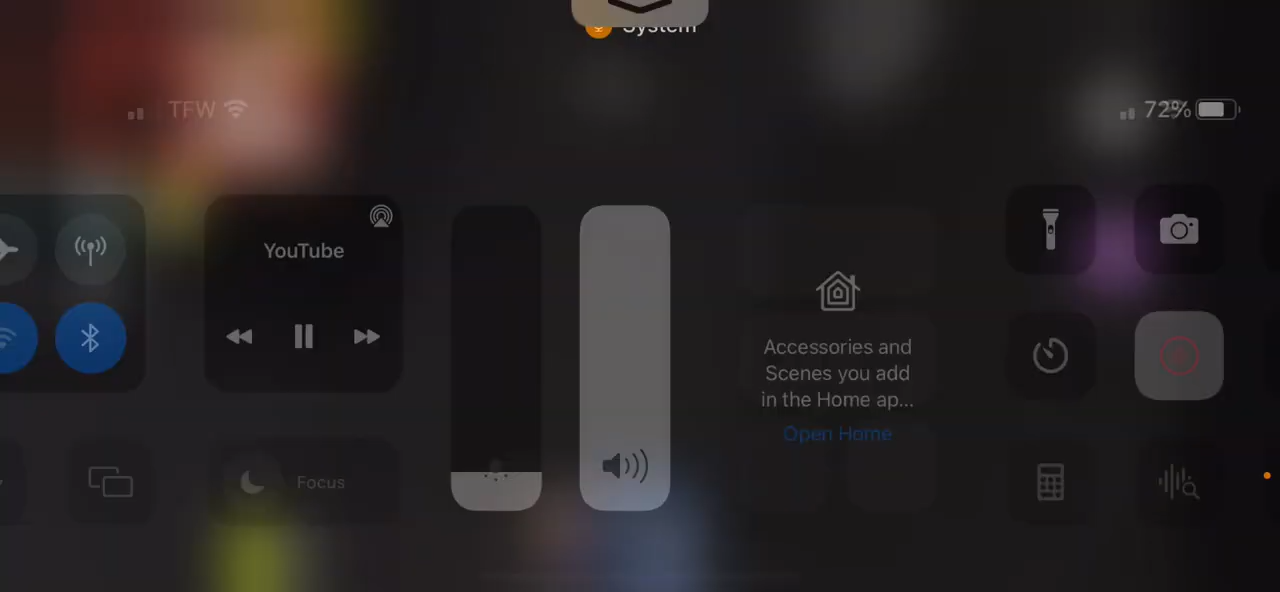 System
TFW
72%
YouTube
Accessories and
Scenes you add
in the Home ap...
Open Home
Focus